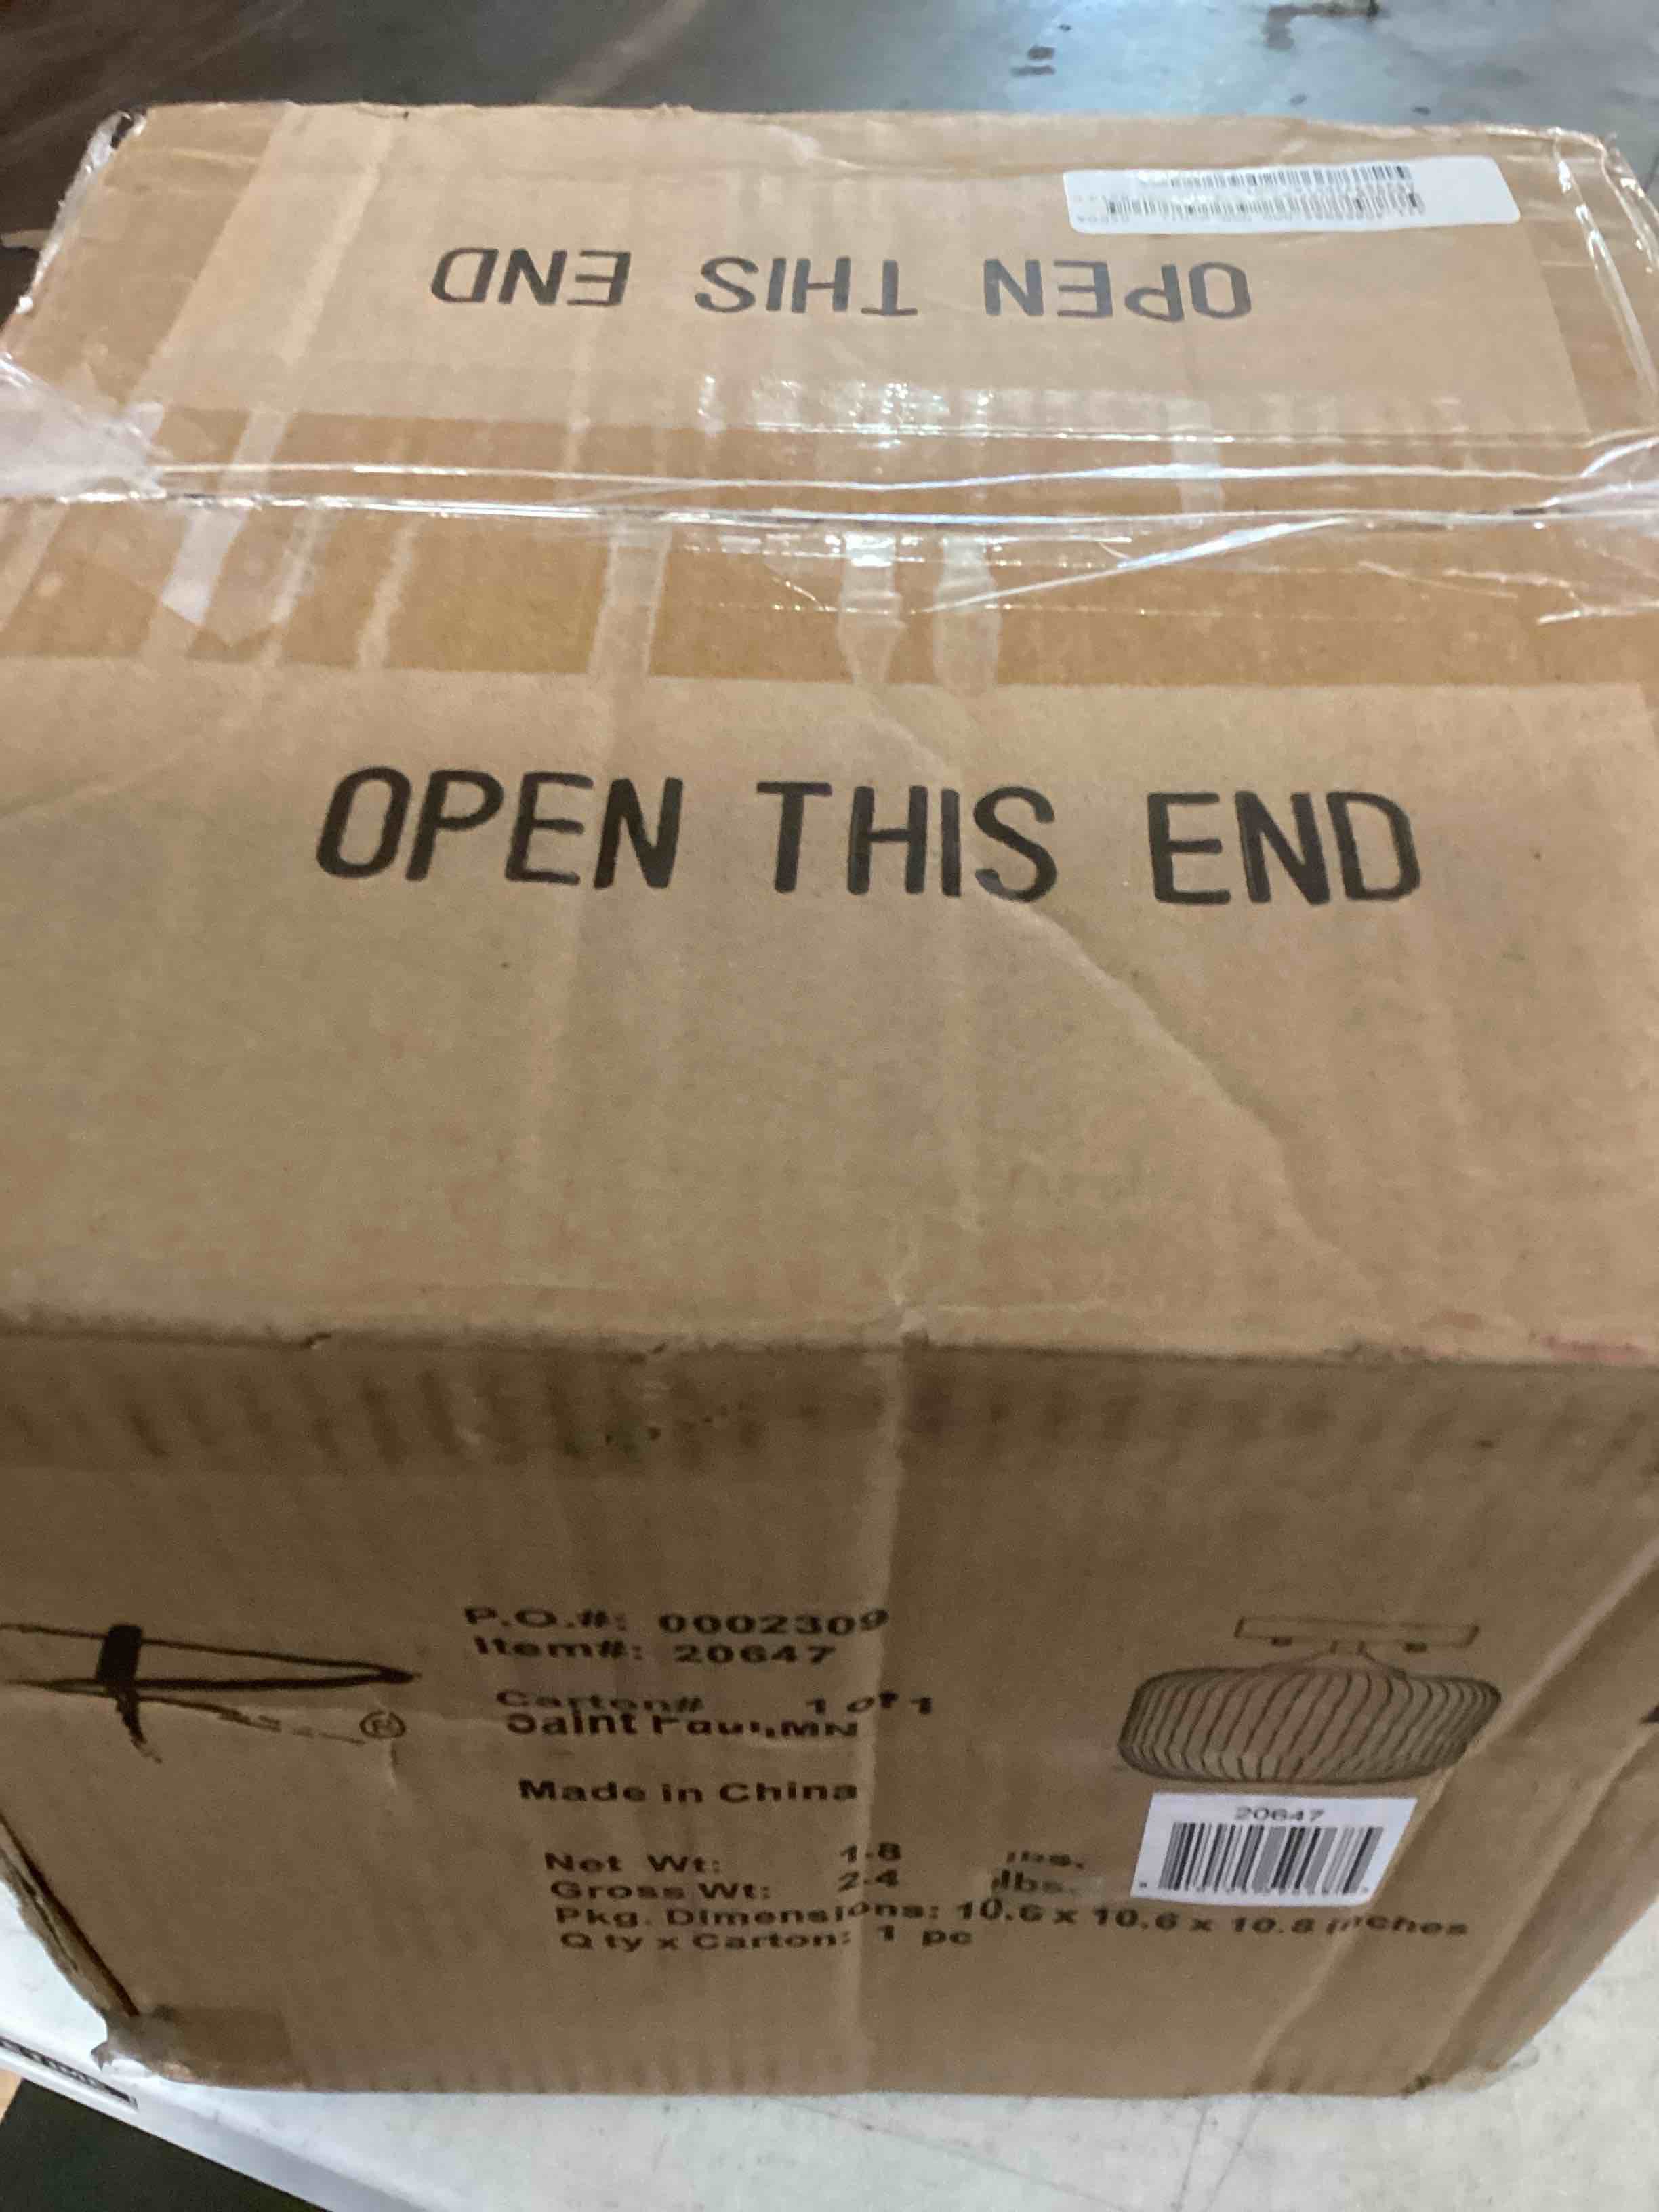 OPEN THIS END
OPEN THIS END
P.O.#: 0002309
Item#: 20647
Carton# 1 of 1
Saint Paul,MN
Made in China
Net Wt: 1.8 lbs.
Gross Wt: 2.4 lbs.
Pkg. Dimensions: 10.6 x 10.6 x 10.8 inches
Qty x Carton: 1 pc
®
20647